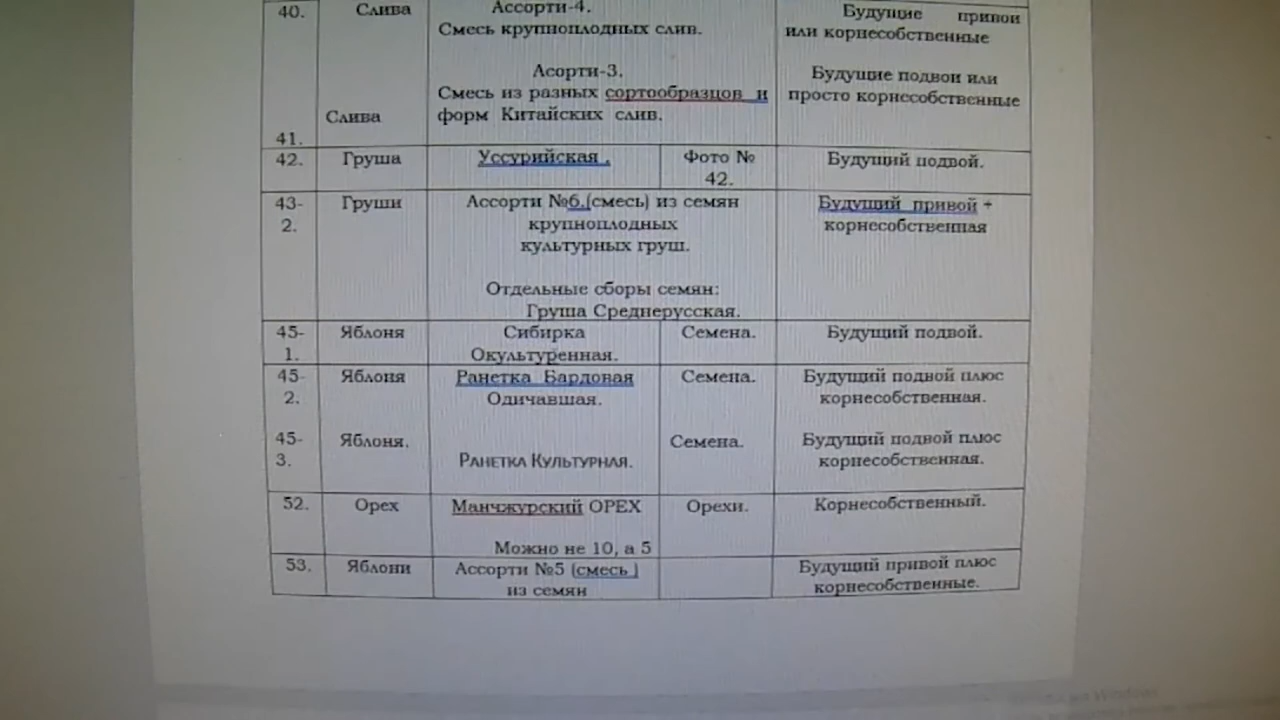 40. Слива Ассорти-4. Будущие привои
Смесь крупноплодных слив. или корнесобственные
Асорти-3. Будущие подвои или
Смесь из разных сортообразцов и просто корнесобственные
Слива форм Китайских слив.
41.
42. Груша Уссурийская . Фото № Будущий подвой.
42.
43- Груши Ассорти №6.(смесь) из семян Будущий привой +
2. крупноплодных корнесобственная
культурных груш.
Отдельные сборы семян:
Груша Среднерусская.
45- Яблоня Сибирка Семена. Будущий подвой.
1. Окультуренная.
45- Яблоня Ранетка Бардовая Семена. Будущий подвой плюс
2. Одичавшая. корнесобственная.
45- Яблоня. Семена. Будущий подвой плюс
3. Ранетка Культурная. корнесобственная.
52. Орех Манчжурский ОРЕХ Орехи. Корнесобственный.
Можно не 10, а 5
53. Яблони Ассорти №5 (смесь ) Будущий привой плюс
из семян корнесобственные.